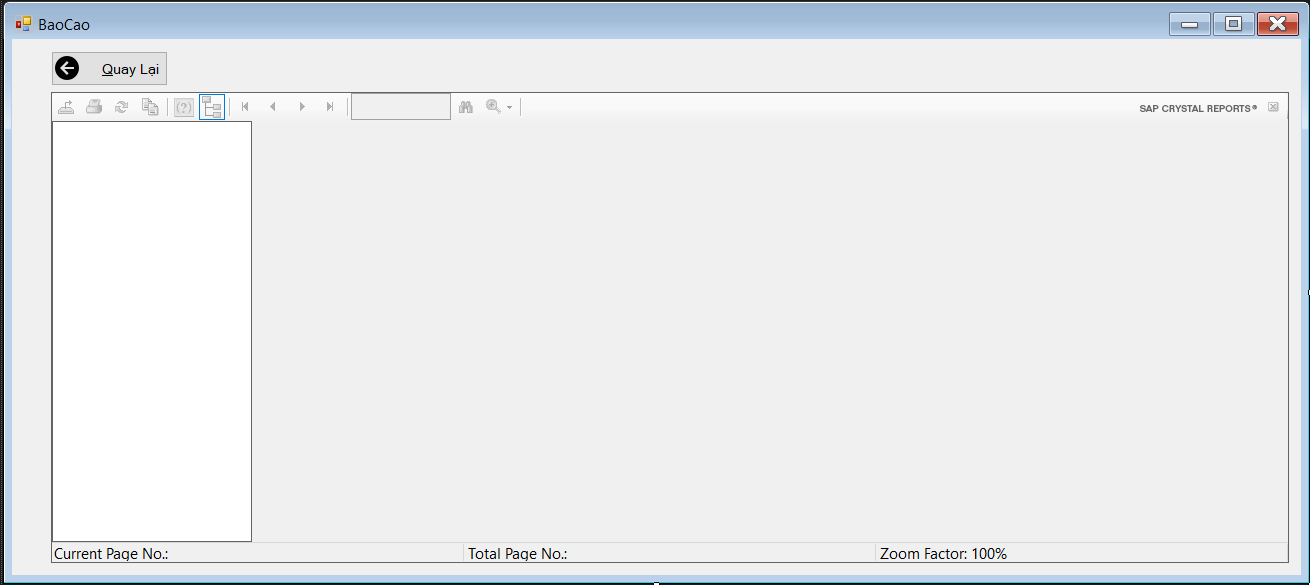 BaoCao
Quay Lại
(?)
SAP CRYSTAL REPORTS®
Current Page No.: Total Page No.: Zoom Factor: 100%